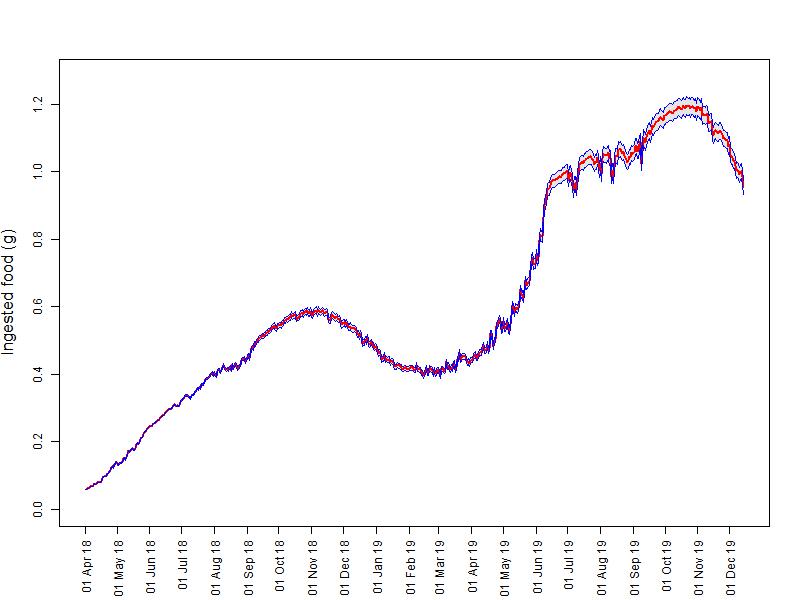 Ingested food (g)
1.2
1.0
0.8
0.6
0.4
0.2
0.0
01 Apr 18
01 May 18
01 Jun 18
01 Jul 18
01 Aug 18
01 Sep 18
01 Oct 18
01 Nov 18
01 Dec 18
01 Jan 19
01 Feb 19
01 Mar 19
01 Apr 19
01 May 19
01 Jun 19
01 Jul 19
01 Aug 19
01 Sep 19
01 Oct 19
01 Nov 19
01 Dec 19